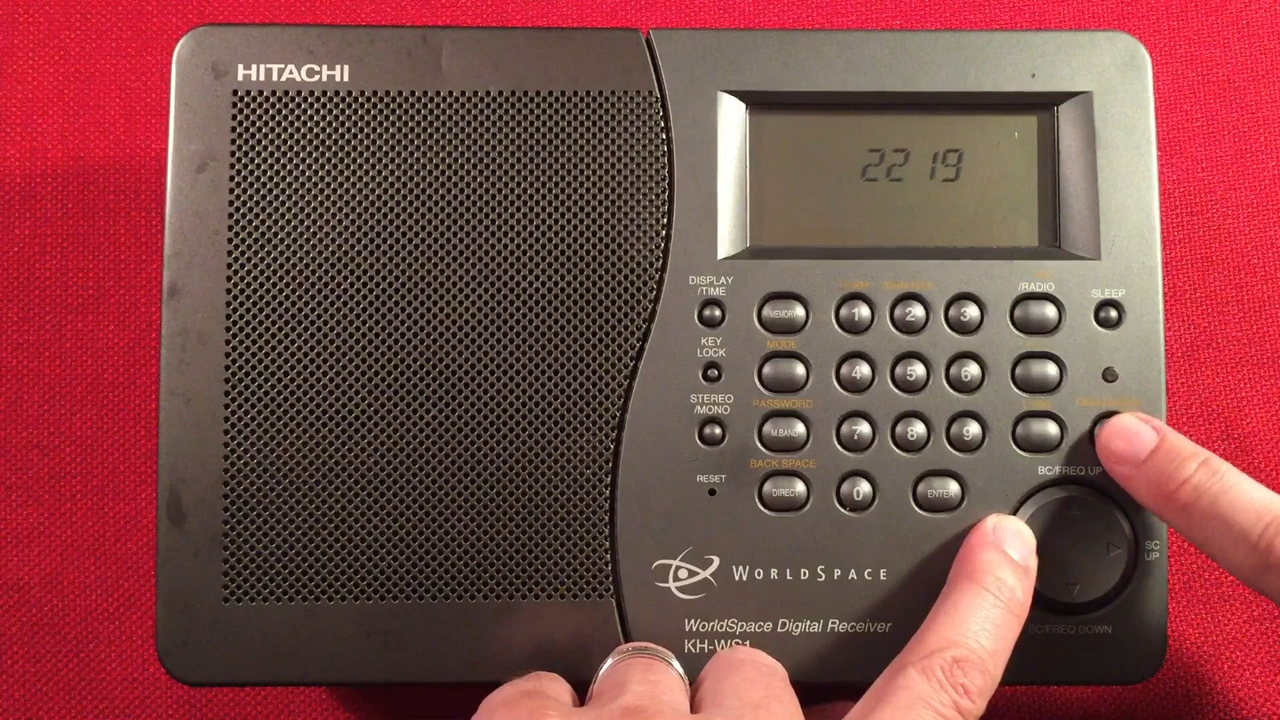 HITACHI
2219
DISPLAY
/TIME
/RADIO
SLEEP
MEMORY
1
2
3
KEY
LOCK
MODE
4
5
6
STEREO
/MONO
PASSWORD
M.BAND
7
8
9
BACK SPACE
BC/FREQ UP
RESET
DIRECT
0
ENTER
SC
UP
WORLDSPACE
WorldSpace Digital Receiver
BC/FREQ DOWN
KH-WS1